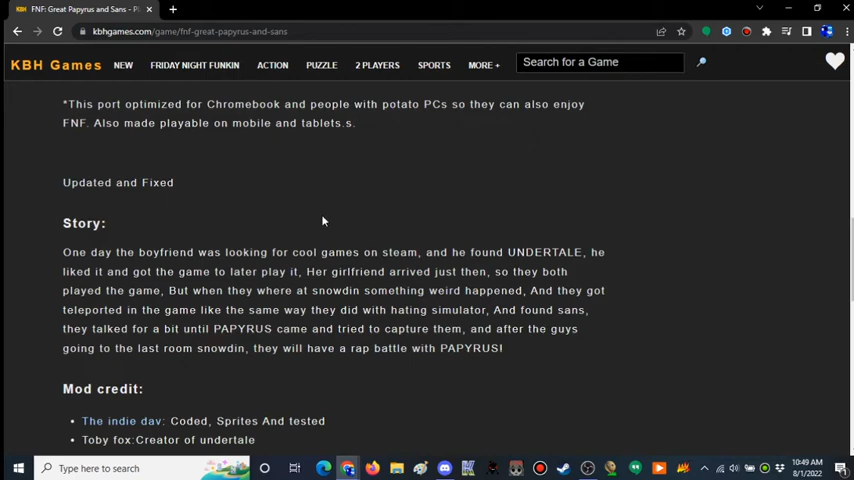 FNF: Great Papyrus and Sans - Pl
kbhgames.com/game/fnf-great-papyrus-and-sans
KBH Games NEW FRIDAY NIGHT FUNKIN ACTION PUZZLE 2 PLAYERS SPORTS MORE + Search for a Game
*This port optimized for Chromebook and people with potato PCs so they can also enjoy
FNF. Also made playable on mobile and tablets.s.
Updated and Fixed
Story:
One day the boyfriend was looking for cool games on steam, and he found UNDERTALE, he
liked it and got the game to later play it, Her girlfriend arrived just then, so they both
played the game, But when they where at snowdin something weird happened, And they got
teleported in the game like the same way they did with hating simulator, And found sans,
they talked for a bit until PAPYRUS came and tried to capture them, and after the guys
going to the last room snowdin, they will have a rap battle with PAPYRUS!
Mod credit:
• The indie dav: Coded, Sprites And tested
• Toby fox:Creator of undertale
Type here to search
10:49 AM
8/1/2022